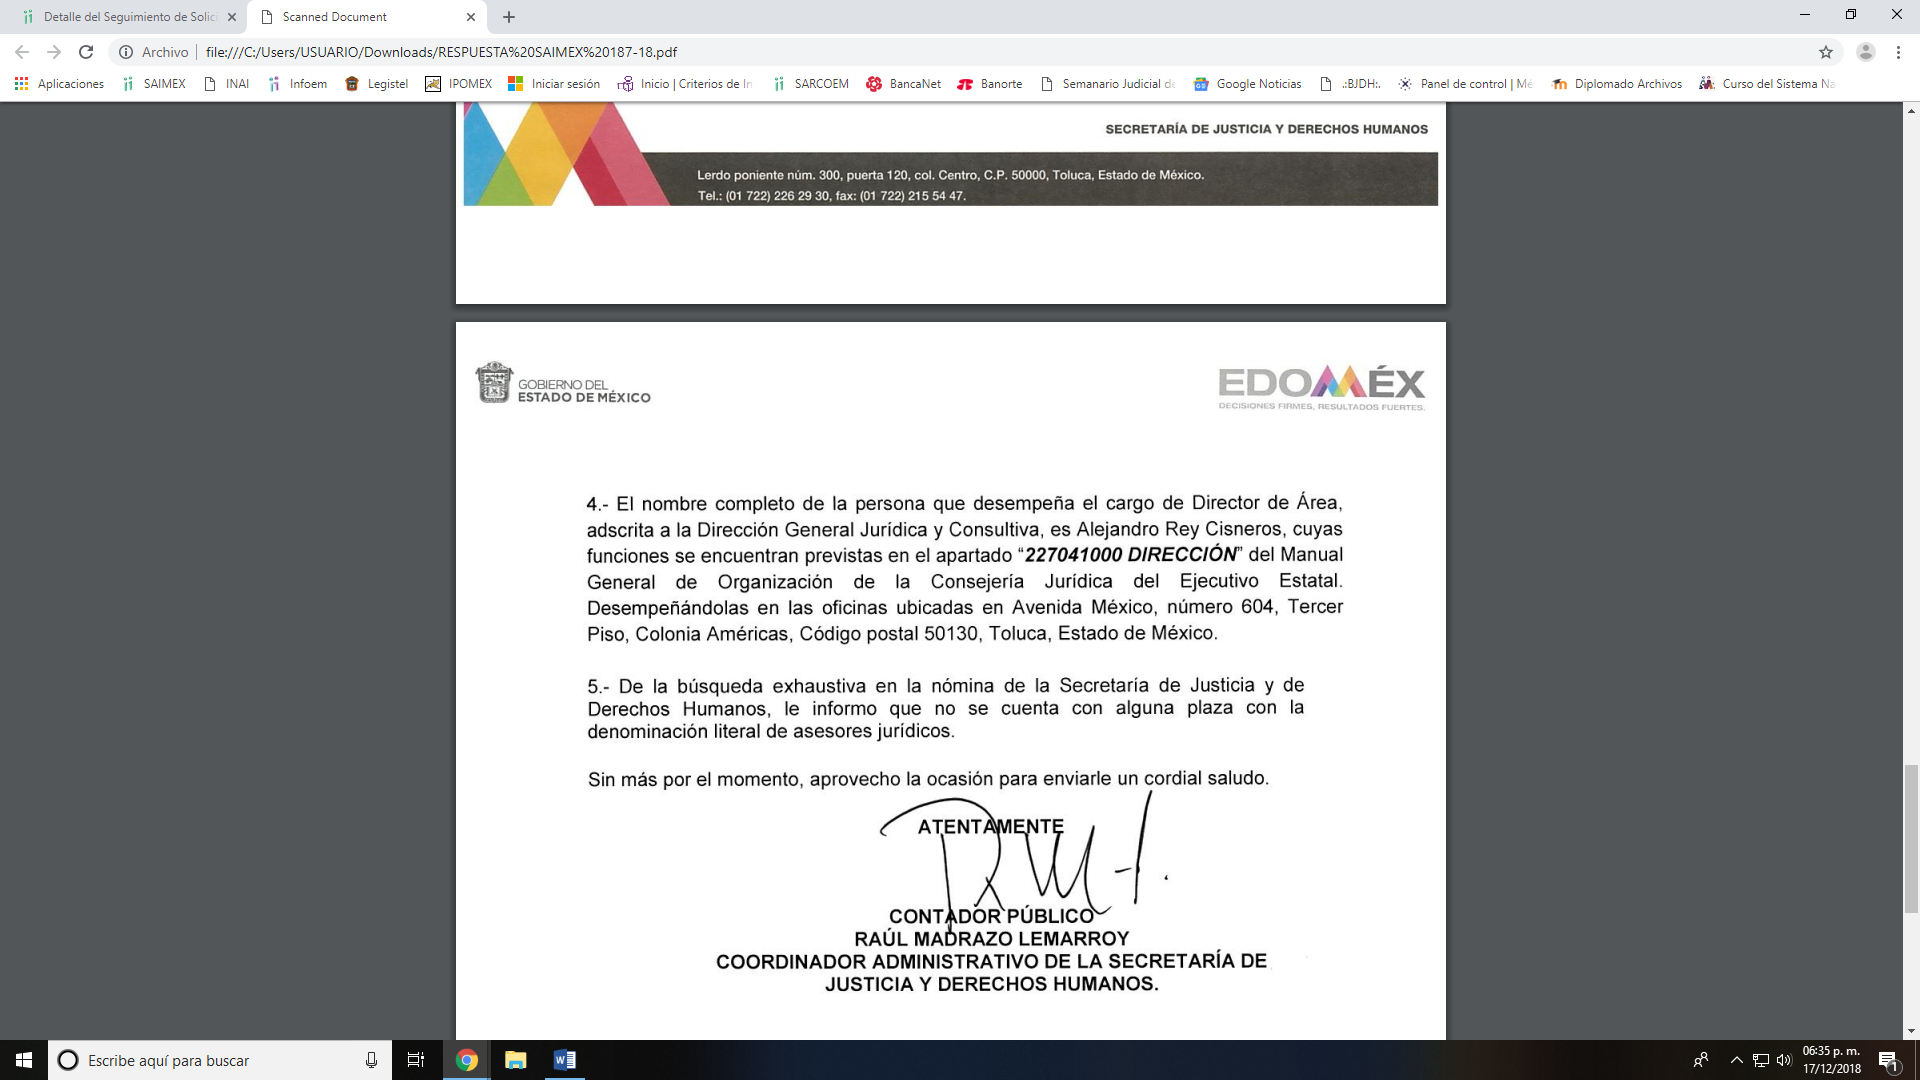 Detalle del Seguimiento de Solici
Scanned Document
Archivo
file:///C:/Users/USUARIO/Downloads/RESPUESTA%20SAIMEX%20187-18.pdf
Aplicaciones
SAIMEX
INAI
Infoem
Legistel
IPOMEX
Iniciar sesión
Inicio | Criterios de In
SARCOEM
BancaNet
Banorte
Semanario Judicial de
Google Noticias
.:BJDH:.
Panel de control | Mé
Diplomado Archivos
Curso del Sistema Na
SECRETARÍA DE JUSTICIA Y DERECHOS HUMANOS
Lerdo poniente núm. 300, puerta 120, col. Centro, C.P. 50000, Toluca, Estado de México.
Tel.: (01 722) 226 29 30, fax: (01 722) 215 54 47.
GOBIERNO DEL
ESTADO DE MÉXICO
EDOMÉX
DECISIONES FIRMES, RESULTADOS FUERTES.
4.- El nombre completo de la persona que desempeña el cargo de Director de Área,
adscrita a la Dirección General Jurídica y Consultiva, es Alejandro Rey Cisneros, cuyas
funciones se encuentran previstas en el apartado “227041000 DIRECCIÓN” del Manual
General de Organización de la Consejería Jurídica del Ejecutivo Estatal.
Desempeñándolas en las oficinas ubicadas en Avenida México, número 604, Tercer
Piso, Colonia Américas, Código postal 50130, Toluca, Estado de México.
5.- De la búsqueda exhaustiva en la nómina de la Secretaría de Justicia y de
Derechos Humanos, le informo que no se cuenta con alguna plaza con la
denominación literal de asesores jurídicos.
Sin más por el momento, aprovecho la ocasión para enviarle un cordial saludo.
ATENTAMENTE
CONTADOR PÚBLICO
RAÚL MADRAZO LEMARROY
COORDINADOR ADMINISTRATIVO DE LA SECRETARÍA DE
JUSTICIA Y DERECHOS HUMANOS.
Escribe aquí para buscar
06:35 p. m.
17/12/2018
1